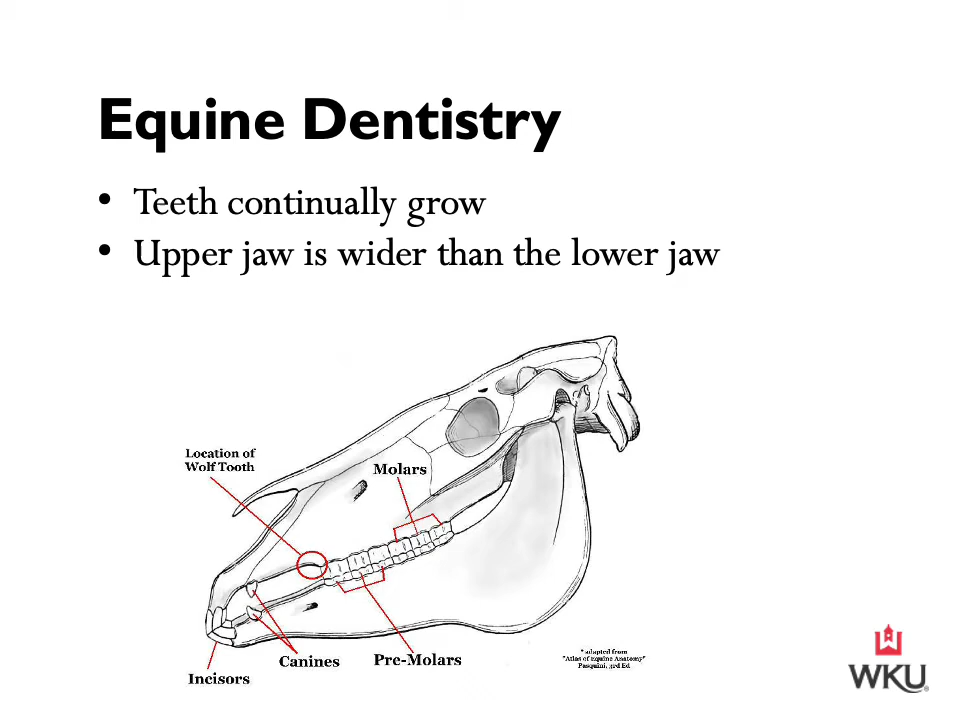 Equine Dentistry
• Teeth continually grow
• Upper jaw is wider than the lower jaw
Location of
Wolf Tooth
Molars
Canines
Pre-Molars
Incisors
* adapted from
"Atlas of Equine Anatomy"
Pasquini, 3rd Ed
WKU®